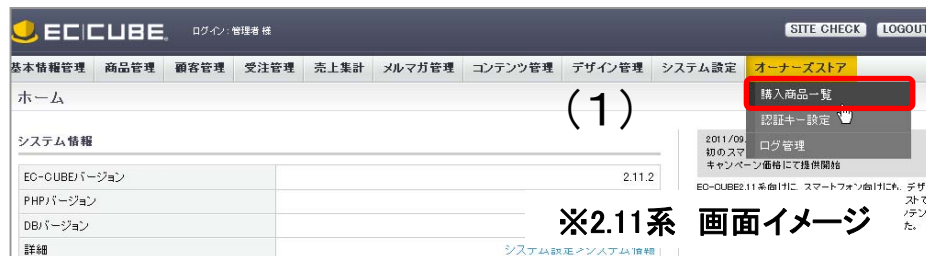 EC CUBE. ログイン:管理者 様 SITE CHECK LOGOUT
基本情報管理 商品管理 顧客管理 受注管理 売上集計 メルマガ管理 コンテンツ管理 デザイン管理 システム設定 オーナーズストア
ホーム
(1)
購入商品一覧
認証キー設定
ログ管理
システム情報
EC-CUBEバージョン 2.11.2
PHPバージョン
DBバージョン
詳細 システム設定>システム情報
2011/09
初のスマ
キャンペーン価格にて提供開始
EC-CUBE2.11系向けに、スマートフォン向けにも、デザ
※2.11系 画面イメージ